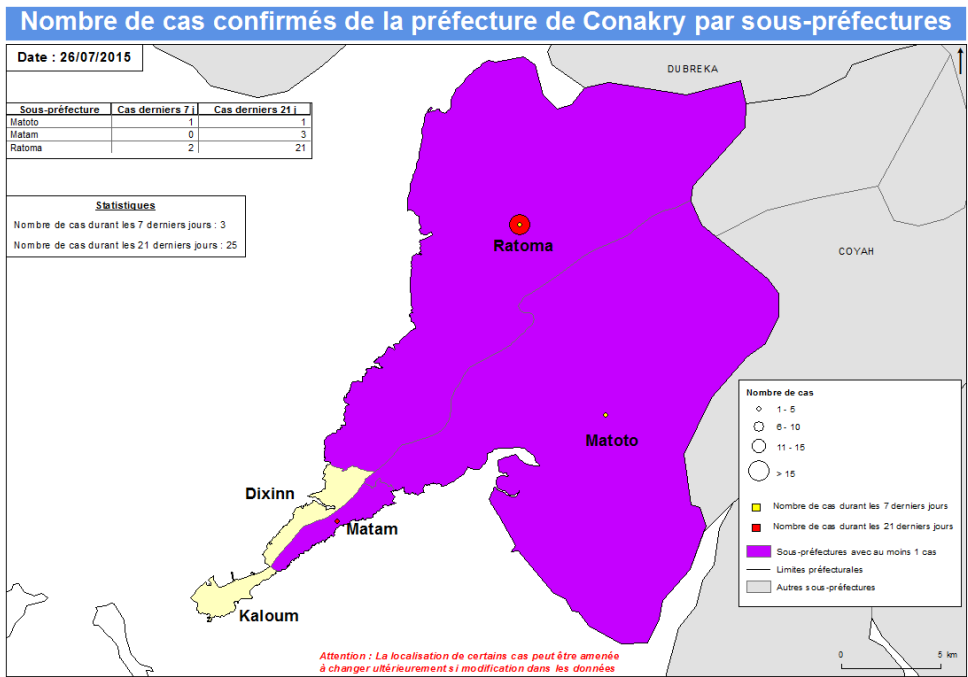 Nombre de cas confirmés de la préfecture de Conakry par sous-préfectures
Date : 26/07/2015
DUBREKA
Sous-préfecture Cas derniers 7 j Cas derniers 21 j
Matoto 1 1
Matam 0 3
Ratoma 2 21
Statistiques
Nombre de cas durant les 7 derniers jours : 3
Nombre de cas durant les 21 derniers jours : 25
Ratoma
COYAH
Matoto
Dixinn
Matam
Kaloum
Nombre de cas
1 - 5
6 - 10
11 - 15
> 15
Nombre de cas durant les 7 derniers jours
Nombre de cas durant les 21 derniers jours
Sous-préfectures avec au moins 1 cas
Limites préfecturales
Autres sous-préfectures
Attention : La localisation de certains cas peut être amenée
à changer ultérieurement si modification dans les données
0 5 km